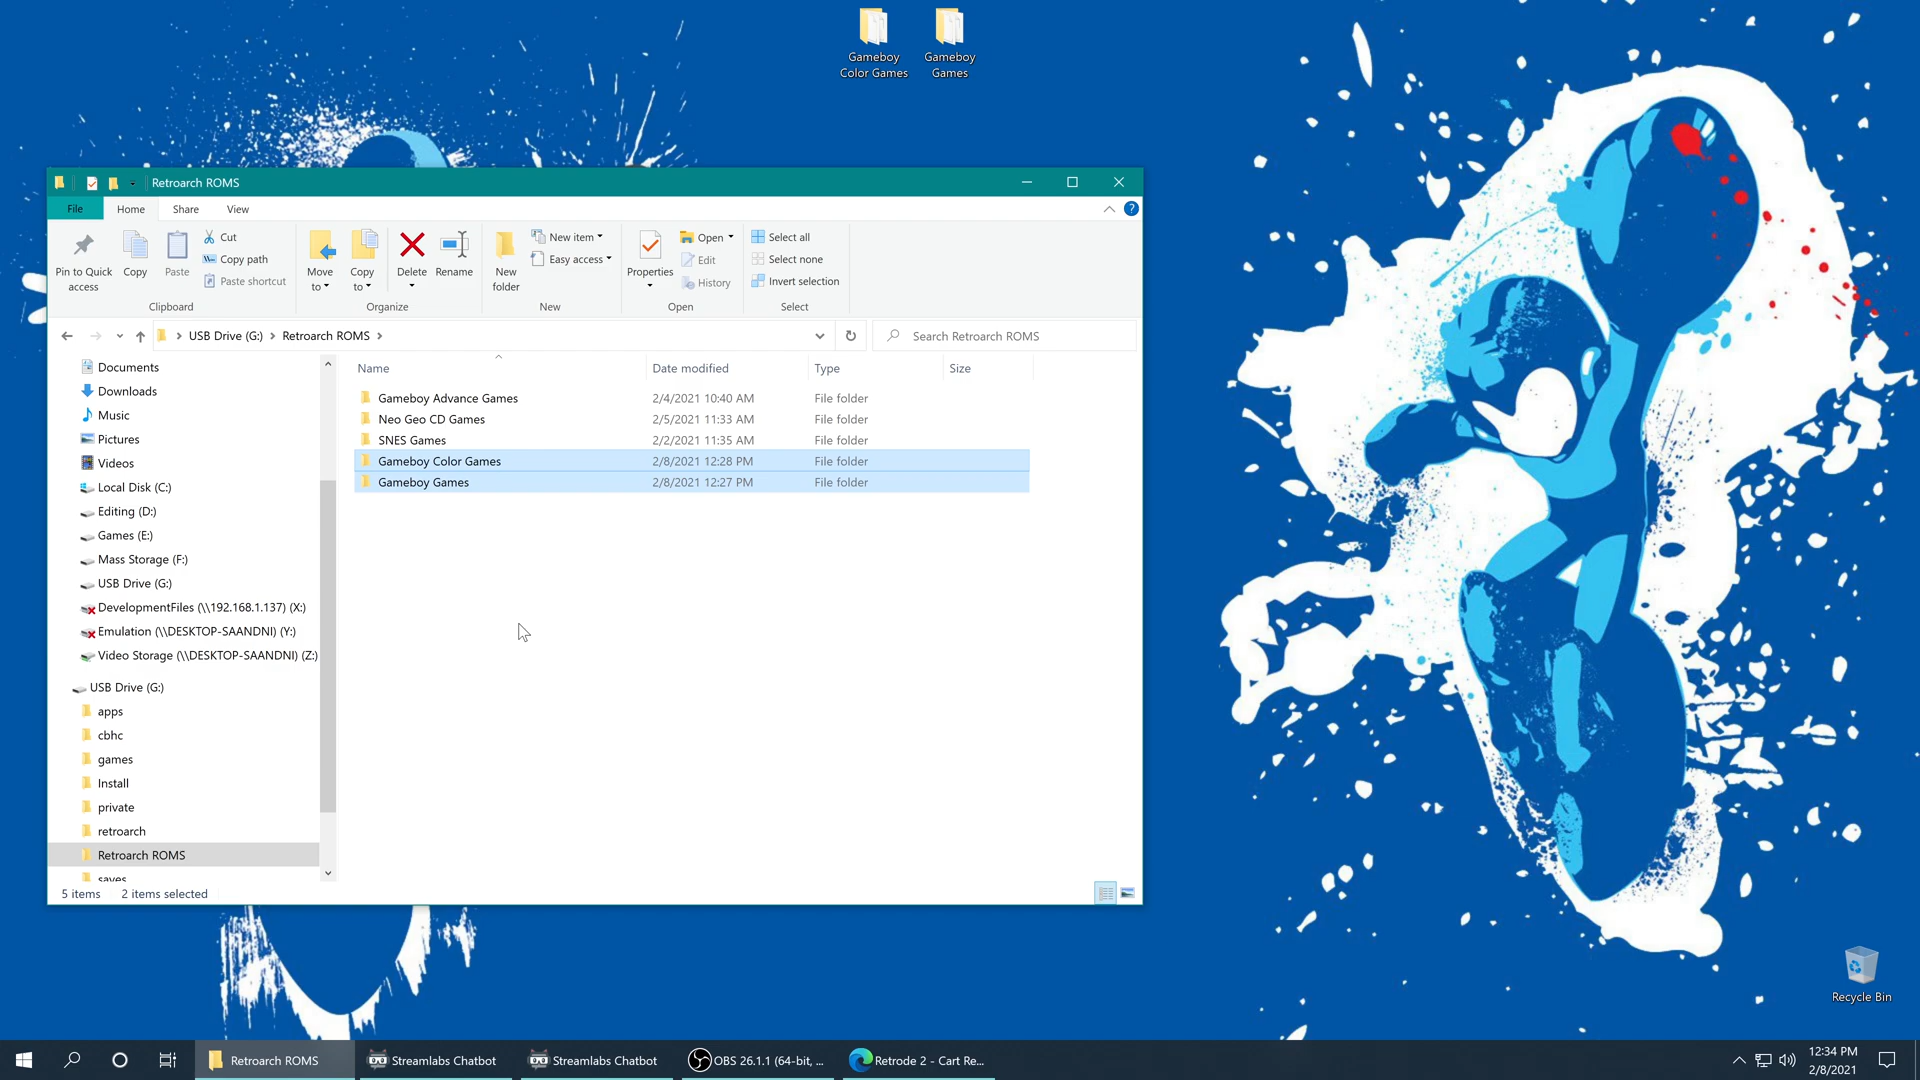 Gameboy
Color Games
Gameboy
Games
Retroarch ROMS
File
Home
Share
View
Pin to Quick
access
Copy
Paste
Cut
Copy path
Paste shortcut
Clipboard
Move
to
Copy
to
Delete
Rename
Organize
New
folder
New item
Easy access
New
Properties
Open
Edit
History
Open
Select all
Select none
Invert selection
Select
USB Drive (G:) Retroarch ROMS
Search Retroarch ROMS
Documents
Downloads
Music
Pictures
Videos
Local Disk (C:)
Editing (D:)
Games (E:)
Mass Storage (F:)
USB Drive (G:)
DevelopmentFiles (\\192.168.1.137) (X:)
Emulation (\\DESKTOP-SAANDNI) (Y:)
Video Storage (\\DESKTOP-SAANDNI) (Z:)
USB Drive (G:)
apps
cbhc
games
Install
private
retroarch
Retroarch ROMS
saves
Name Date modified Type Size
Gameboy Advance Games 2/4/2021 10:40 AM File folder
Neo Geo CD Games 2/5/2021 11:33 AM File folder
SNES Games 2/2/2021 11:35 AM File folder
Gameboy Color Games 2/8/2021 12:28 PM File folder
Gameboy Games 2/8/2021 12:27 PM File folder
5 items 2 items selected
Recycle Bin
Retroarch ROMS
Streamlabs Chatbot
Streamlabs Chatbot
OBS 26.1.1 (64-bit, ...
Retrode 2 - Cart Re...
12:34 PM
2/8/2021